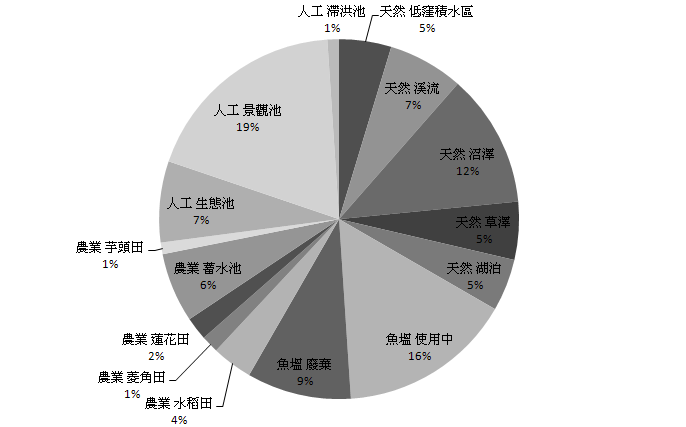 人工 滯洪池
1%
天然 低窪積水區
5%
天然 溪流
7%
天然 沼澤
12%
天然 草澤
5%
天然 湖泊
5%
魚塭 使用中
16%
魚塭 廢棄
9%
農業 水稻田
4%
農業 菱角田
1%
農業 蓮花田
2%
農業 蓄水池
6%
農業 芋頭田
1%
人工 生態池
7%
人工 景觀池
19%